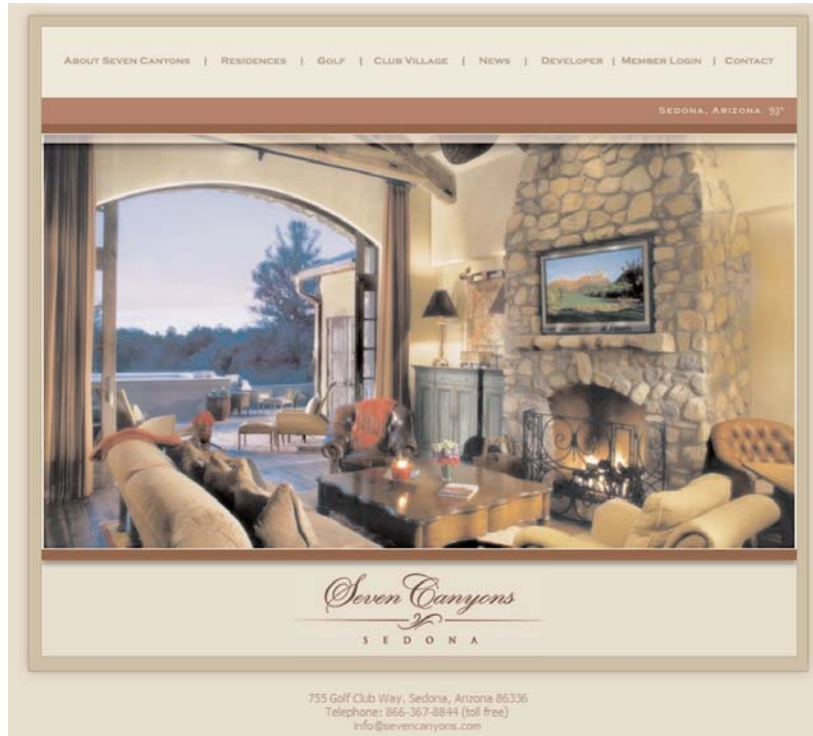 ABOUT SEVEN CANYONS | RESIDENCES | GOLF | CLUB VILLAGE | NEWS | DEVELOPER | MEMBER LOGIN | CONTACT
SEDONA, ARIZONA 93°
Seven Canyons
SEDONA
755 Golf Club Way, Sedona, Arizona 86336
Telephone: 866-367-8844 (toll free)
info@sevencanyons.com